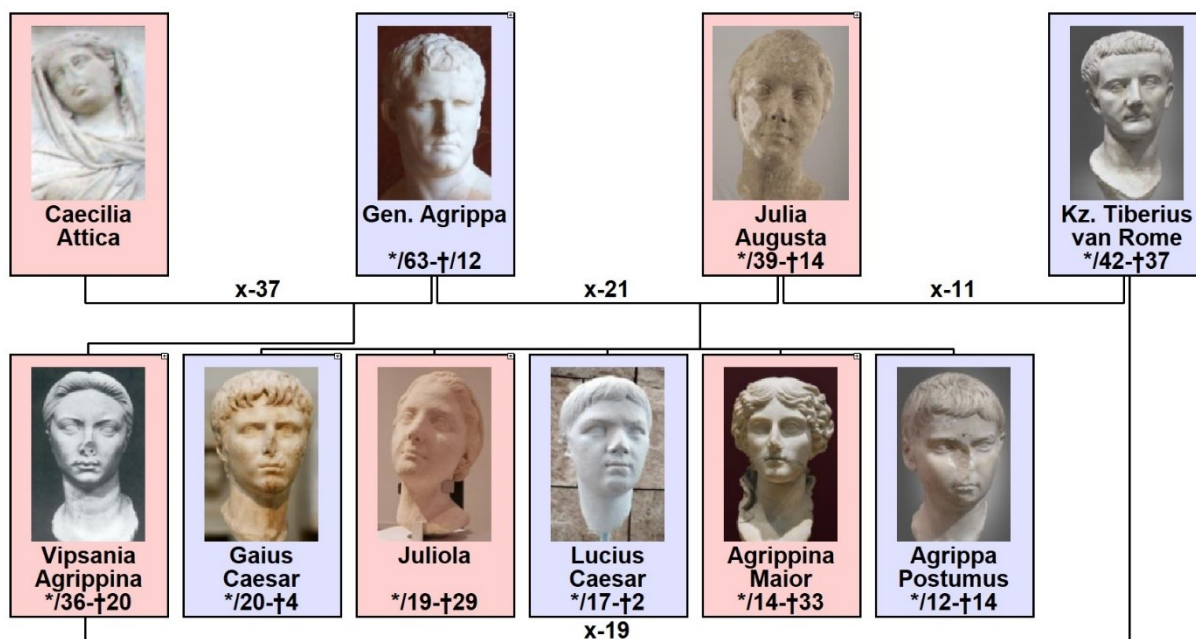 Caecilia
Attica
Gen. Agrippa
*/63-†/12
Julia
Augusta
*/39-†14
Kz. Tiberius
van Rome
*/42-†37
x-37
x-21
x-11
Vipsania
Agrippina
*/36-†20
Gaius
Caesar
*/20-†4
Juliola
*/19-†29
Lucius
Caesar
*/17-†2
Agrippina
Maior
*/14-†33
Agrippa
Postumus
*/12-†14
x-19